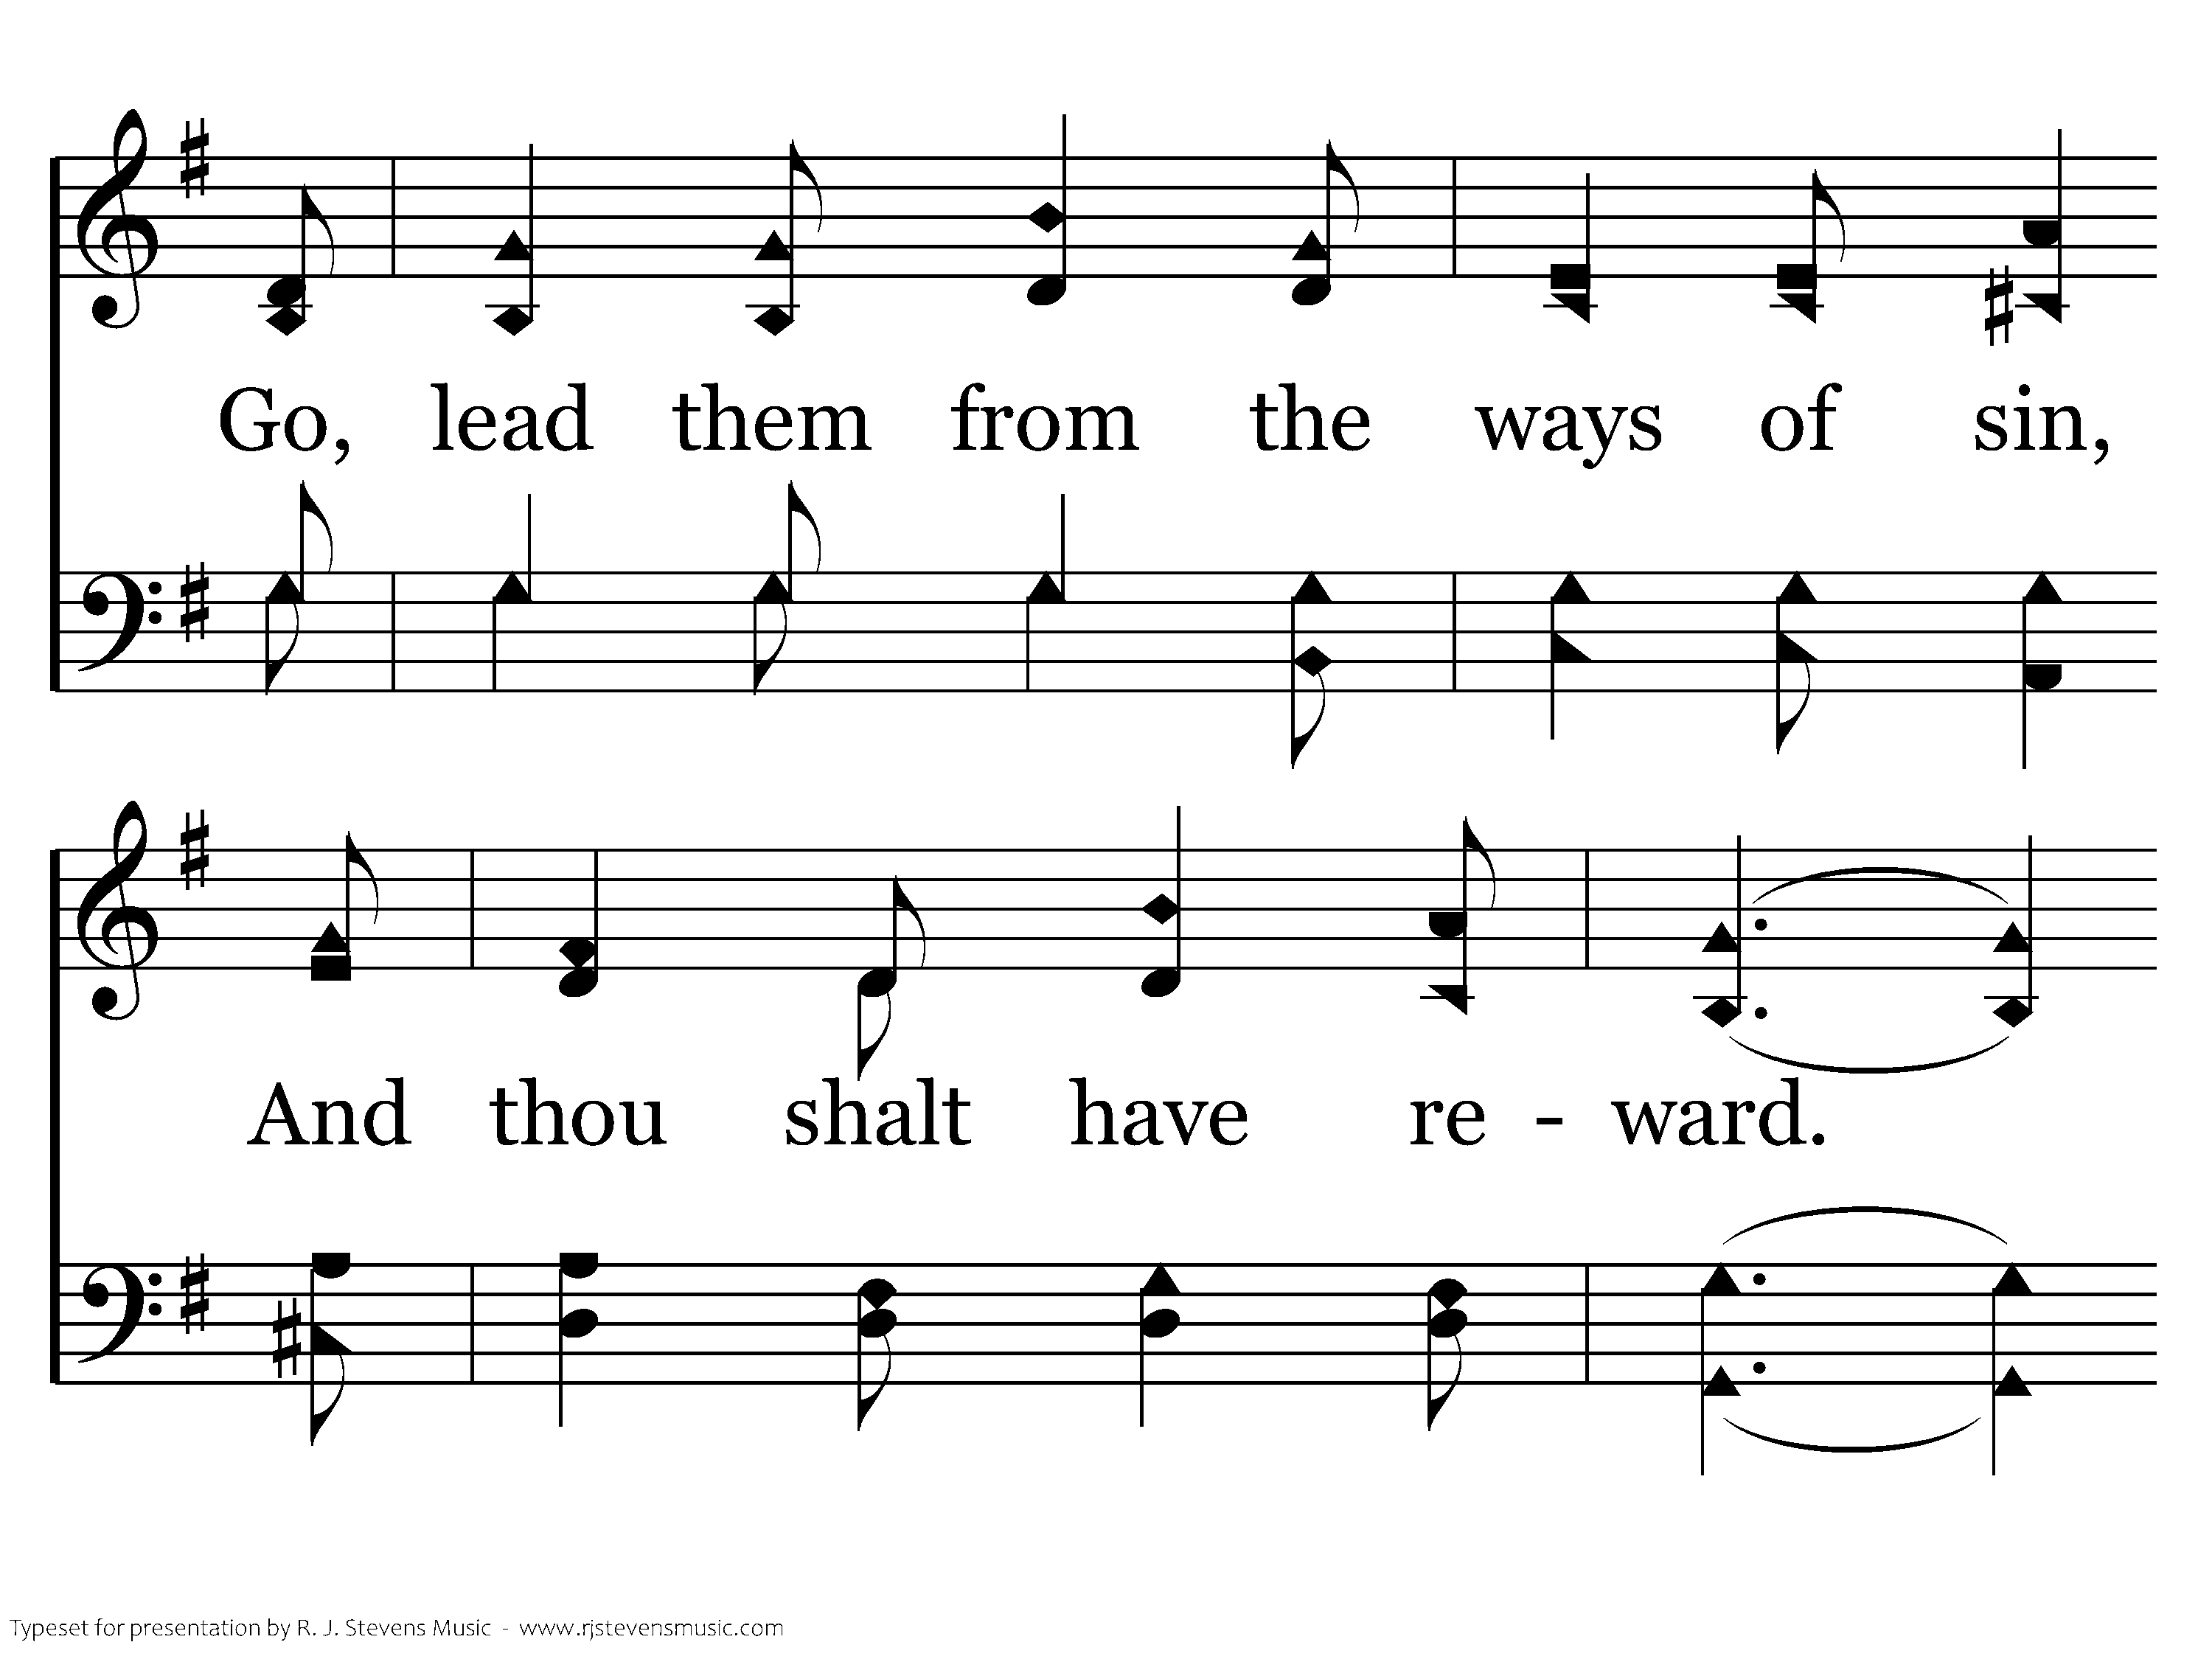 Go, lead them from the ways of sin,
And thou shalt have re - ward.
Typeset for presentation by R. J. Stevens Music - www.rjstevensmusic.com